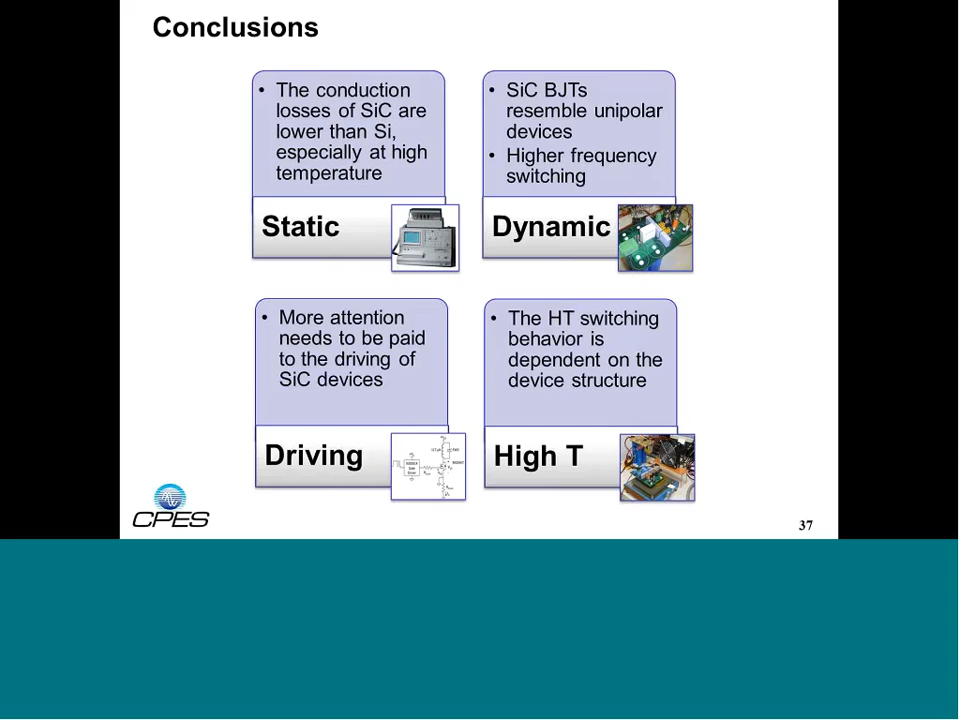 Conclusions
• The conduction
losses of SiC are
lower than Si,
especially at high
temperature
Static
• SiC BJTs
resemble unipolar
devices
• Higher frequency
switching
Dynamic
• More attention
needs to be paid
to the driving of
SiC devices
Driving
• The HT switching
behavior is
dependent on the
device structure
High T
CPES
37